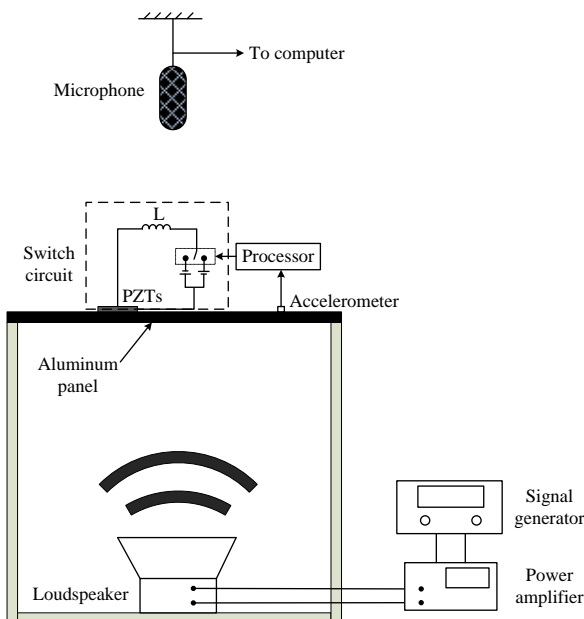 To computer
Microphone
L
Switch
circuit
Processor
PZTs
Accelerometer
Aluminum
panel
Signal
generator
Loudspeaker
Power
amplifier